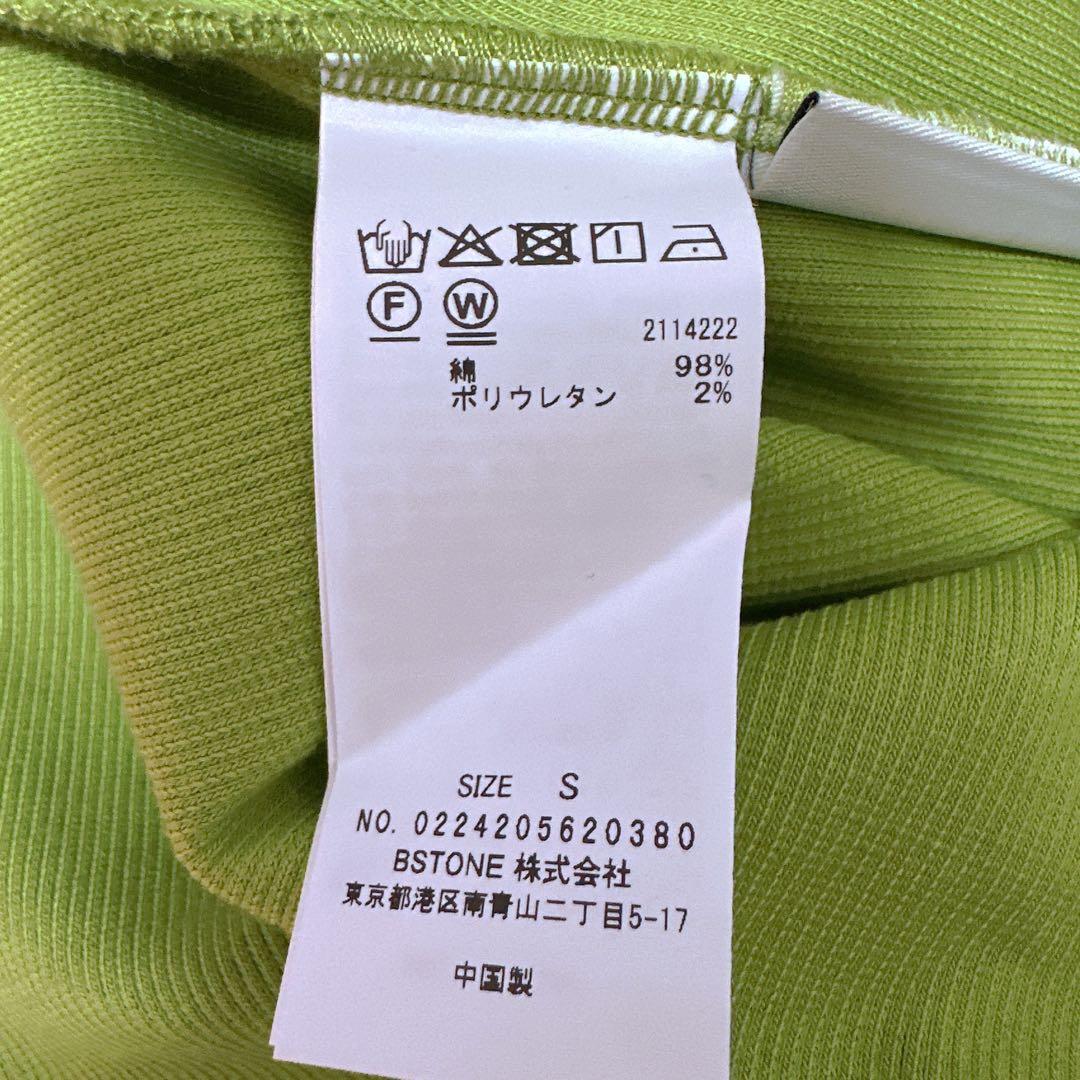 F W
2114222
綿 98%
ポリウレタン 2%
SIZE S
NO. 0224205620380
BSTONE 株式会社
東京都港区南青山二丁目5-17
中国製